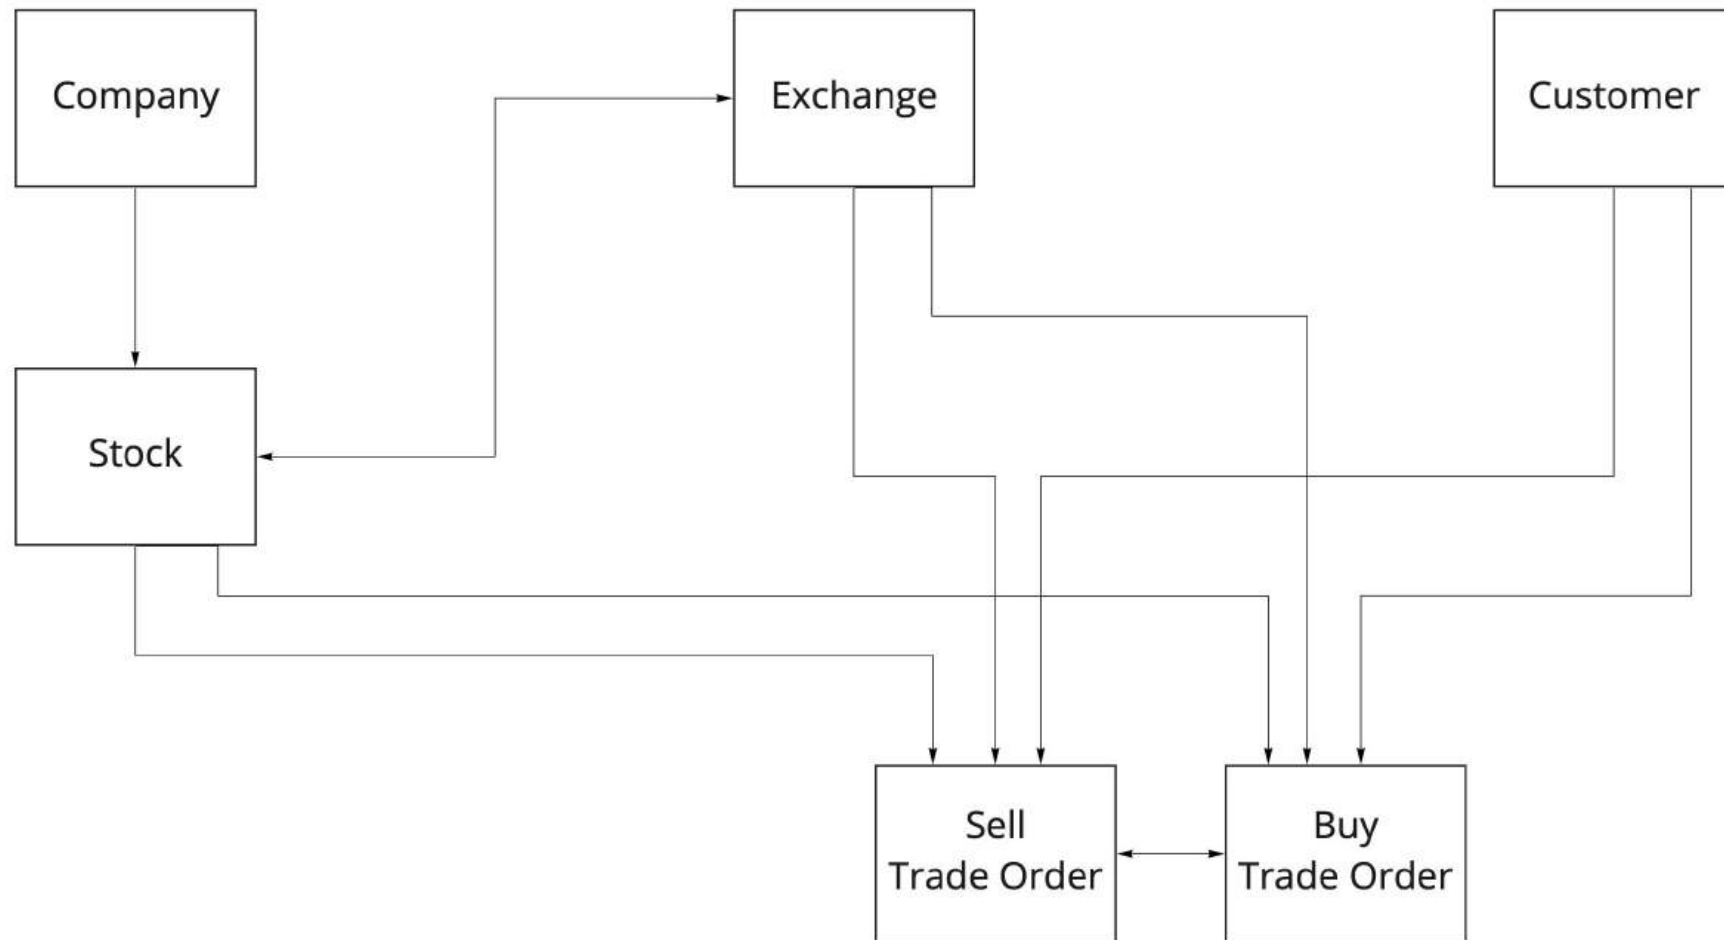 Company
Exchange
Customer
Stock
Sell
Trade Order
Buy
Trade Order